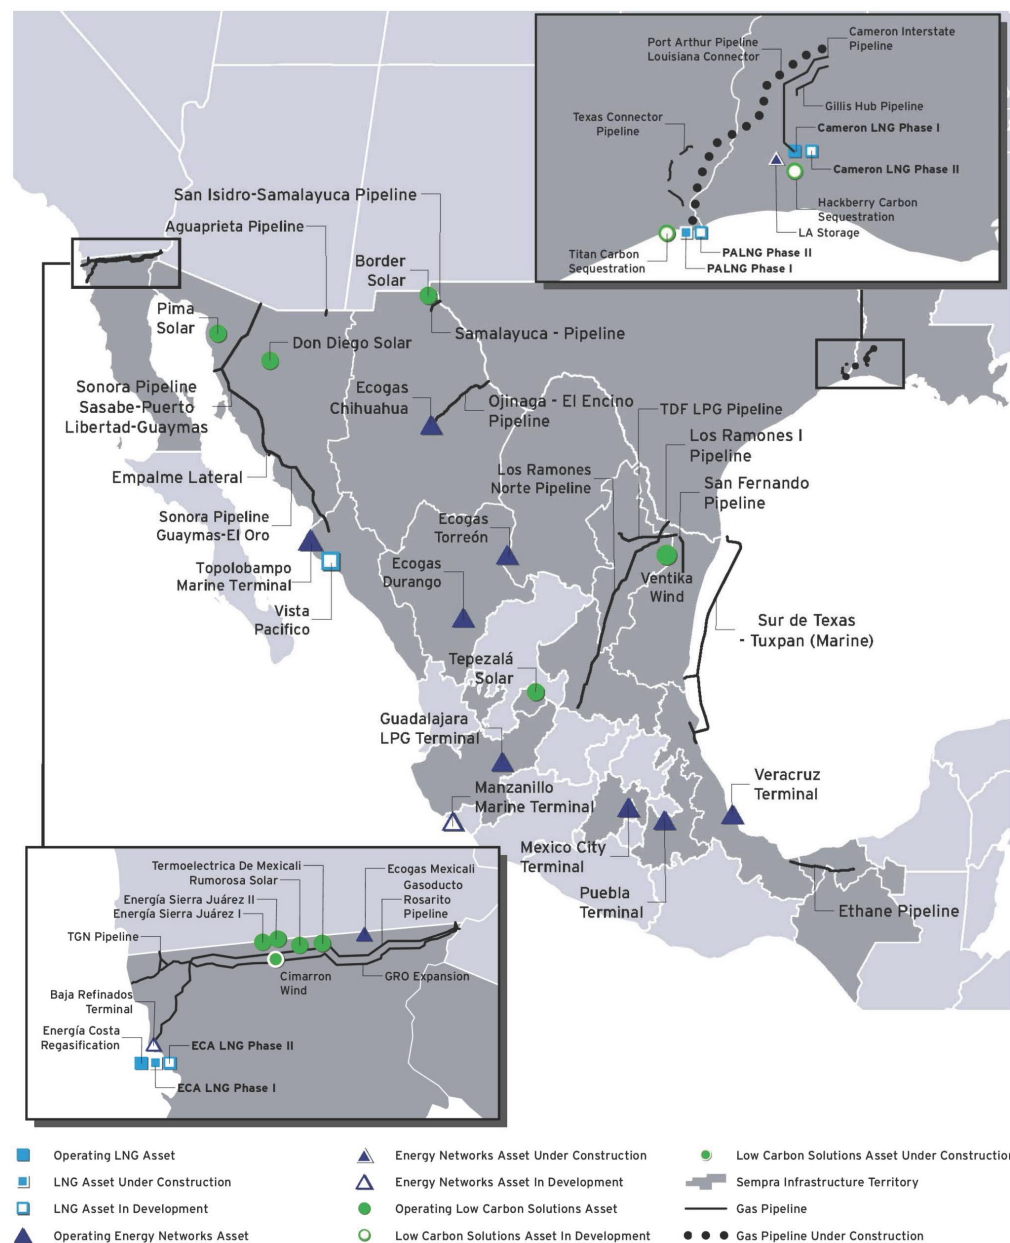 Port Arthur Pipeline
Louisiana Connector
Cameron Interstate
Pipeline
Gillis Hub Pipeline
Texas Connector
Pipeline
Cameron LNG Phase I
Cameron LNG Phase II
Hackberry Carbon
Sequestration
LA Storage
Titan Carbon
Sequestration
PALNG Phase II
PALNG Phase I
San Isidro-Samalayuca Pipeline
Aguaprieta Pipeline
Border
Solar
Pima
Solar
Don Diego Solar
Samalayuca - Pipeline
Sonora Pipeline
Sasabe-Puerto
Libertad-Guaymas
Ecogas
Chihuahua
Ojinaga - El Encino
Pipeline
TDF LPG Pipeline
Los Ramones I
Pipeline
Empalme Lateral
Los Ramones
Norte Pipeline
San Fernando
Pipeline
Sonora Pipeline
Guaymas-El Oro
Ecogas
Torreón
Topolobampo
Marine Terminal
Ecogas
Durango
Ventika
Wind
Vista
Pacifico
Sur de Texas
- Tuxpan (Marine)
Tepezalá
Solar
Guadalajara
LPG Terminal
Manzanillo
Marine Terminal
Veracruz
Terminal
Mexico City
Terminal
Puebla
Terminal
Ethane Pipeline
Termoelectrica De Mexicali
Rumorosa Solar
Energía Sierra Juárez II
Energía Sierra Juárez I
Ecogas Mexicali
Gasoducto
Rosarito
Pipeline
TGN Pipeline
Cimarron
Wind
GRO Expansion
Baja Refinados
Terminal
Energía Costa
Regasification
ECA LNG Phase II
ECA LNG Phase I
Operating LNG Asset
LNG Asset Under Construction
LNG Asset In Development
Operating Energy Networks Asset
Energy Networks Asset Under Construction
Energy Networks Asset In Development
Operating Low Carbon Solutions Asset
Low Carbon Solutions Asset In Development
Low Carbon Solutions Asset Under Construction
Sempra Infrastructure Territory
Gas Pipeline
Gas Pipeline Under Construction